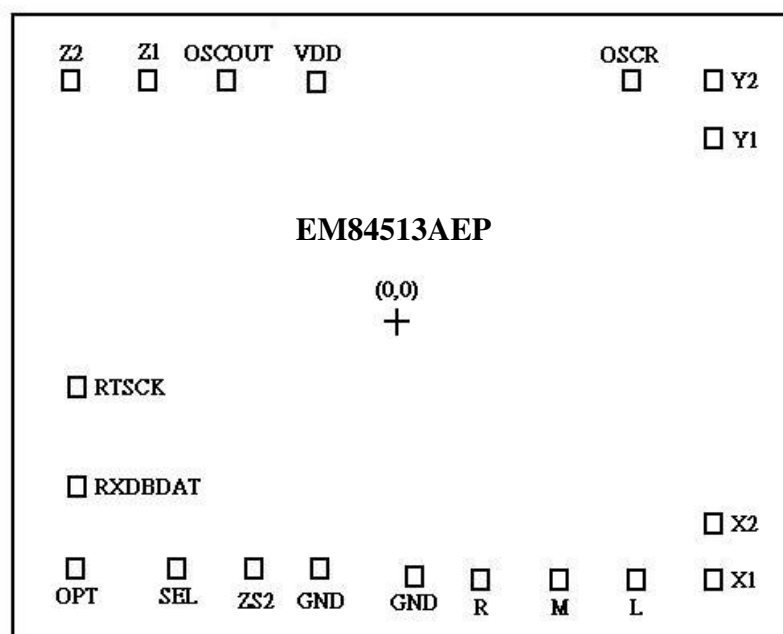 Z2 Z1 OSCOUT VDD OSCR
Y2
Y1
EM84513AEP
(0,0)
RTSCK
RXDBDAT
X2
X1
OPT SEL ZS2 GND GND R M L